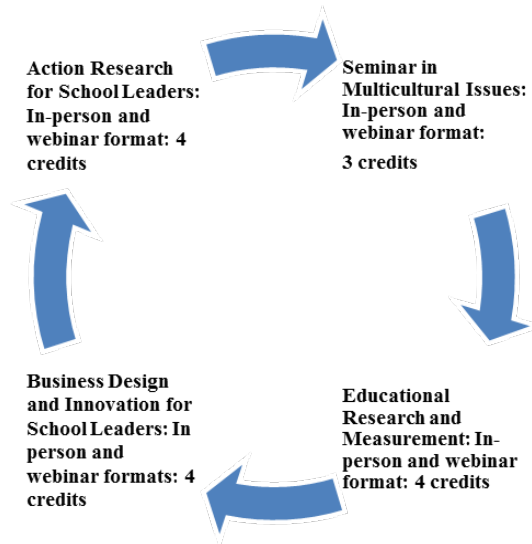 Action Research
for School Leaders:
In-person and
webinar format: 4
credits
Seminar in
Multicultural Issues:
In-person and
webinar format:
3 credits
Business Design
and Innovation for
School Leaders: In
person and
webinar formats: 4
credits
Educational
Research and
Measurement: In-
person and webinar
format: 4 credits